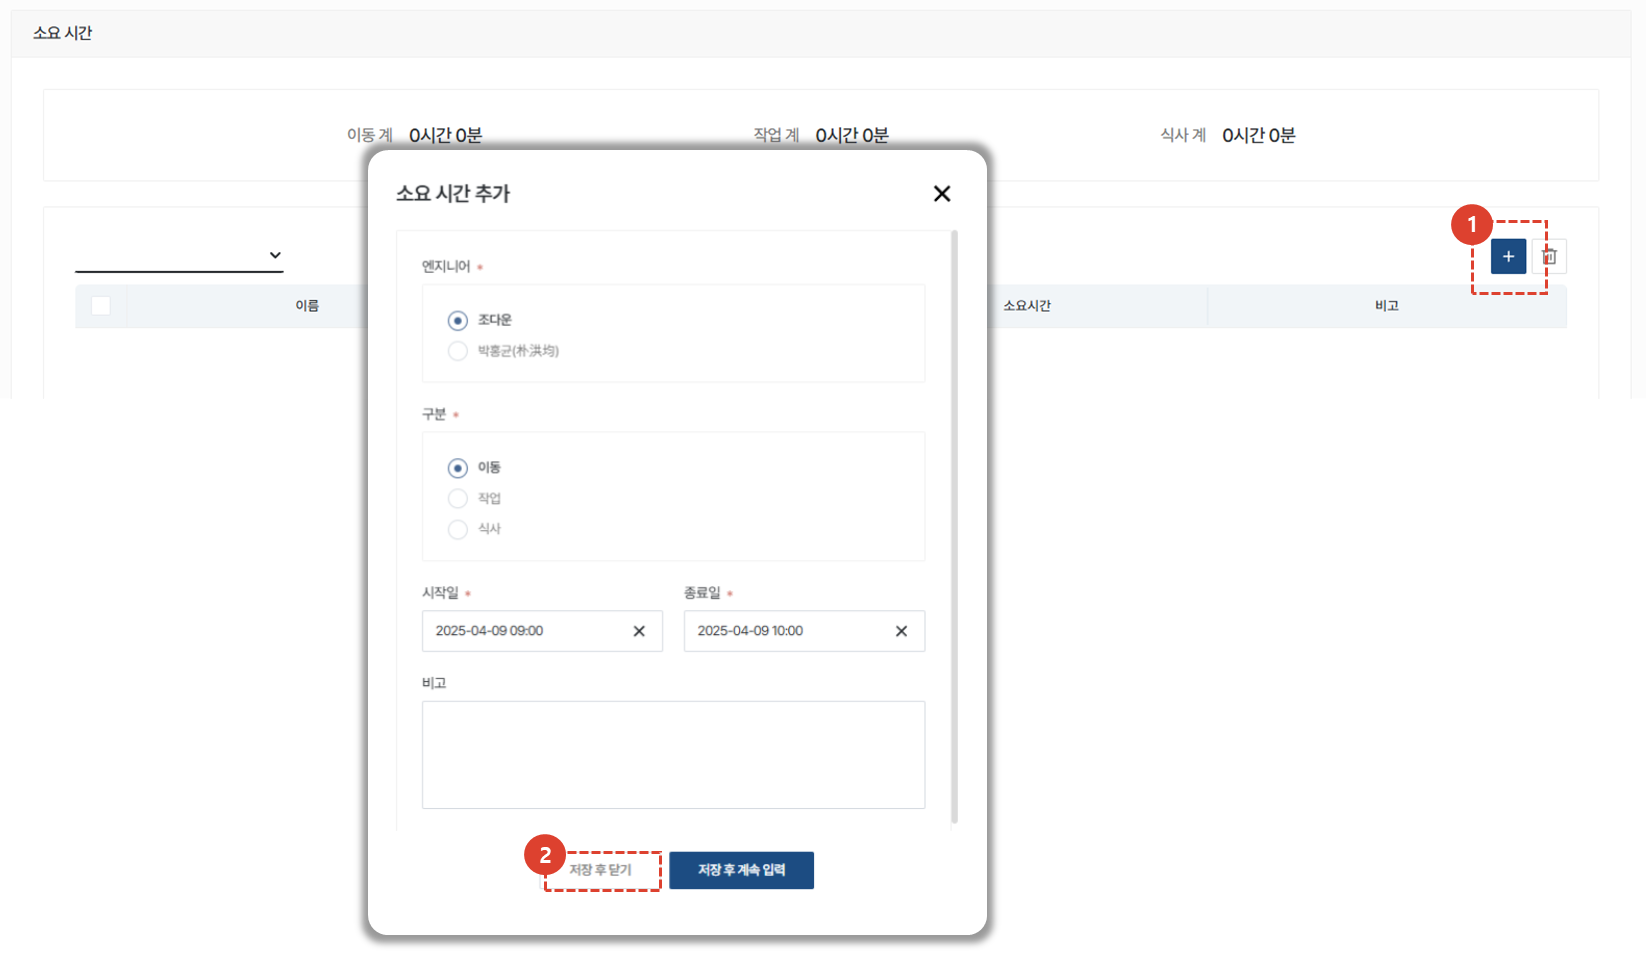 소요 시간
이동 계 0시간 0분 작업 계 0시간 0분 식사 계 0시간 0분
소요 시간 추가
1
+
이름 소요시간 비고
엔지니어 *
조다운
박홍균(朴洪均)
구분 *
이동
작업
식사
시작일 * 종료일 *
2025-04-09 09:00 2025-04-09 10:00
비고
2
저장 후 닫기 저장 후 계속 입력